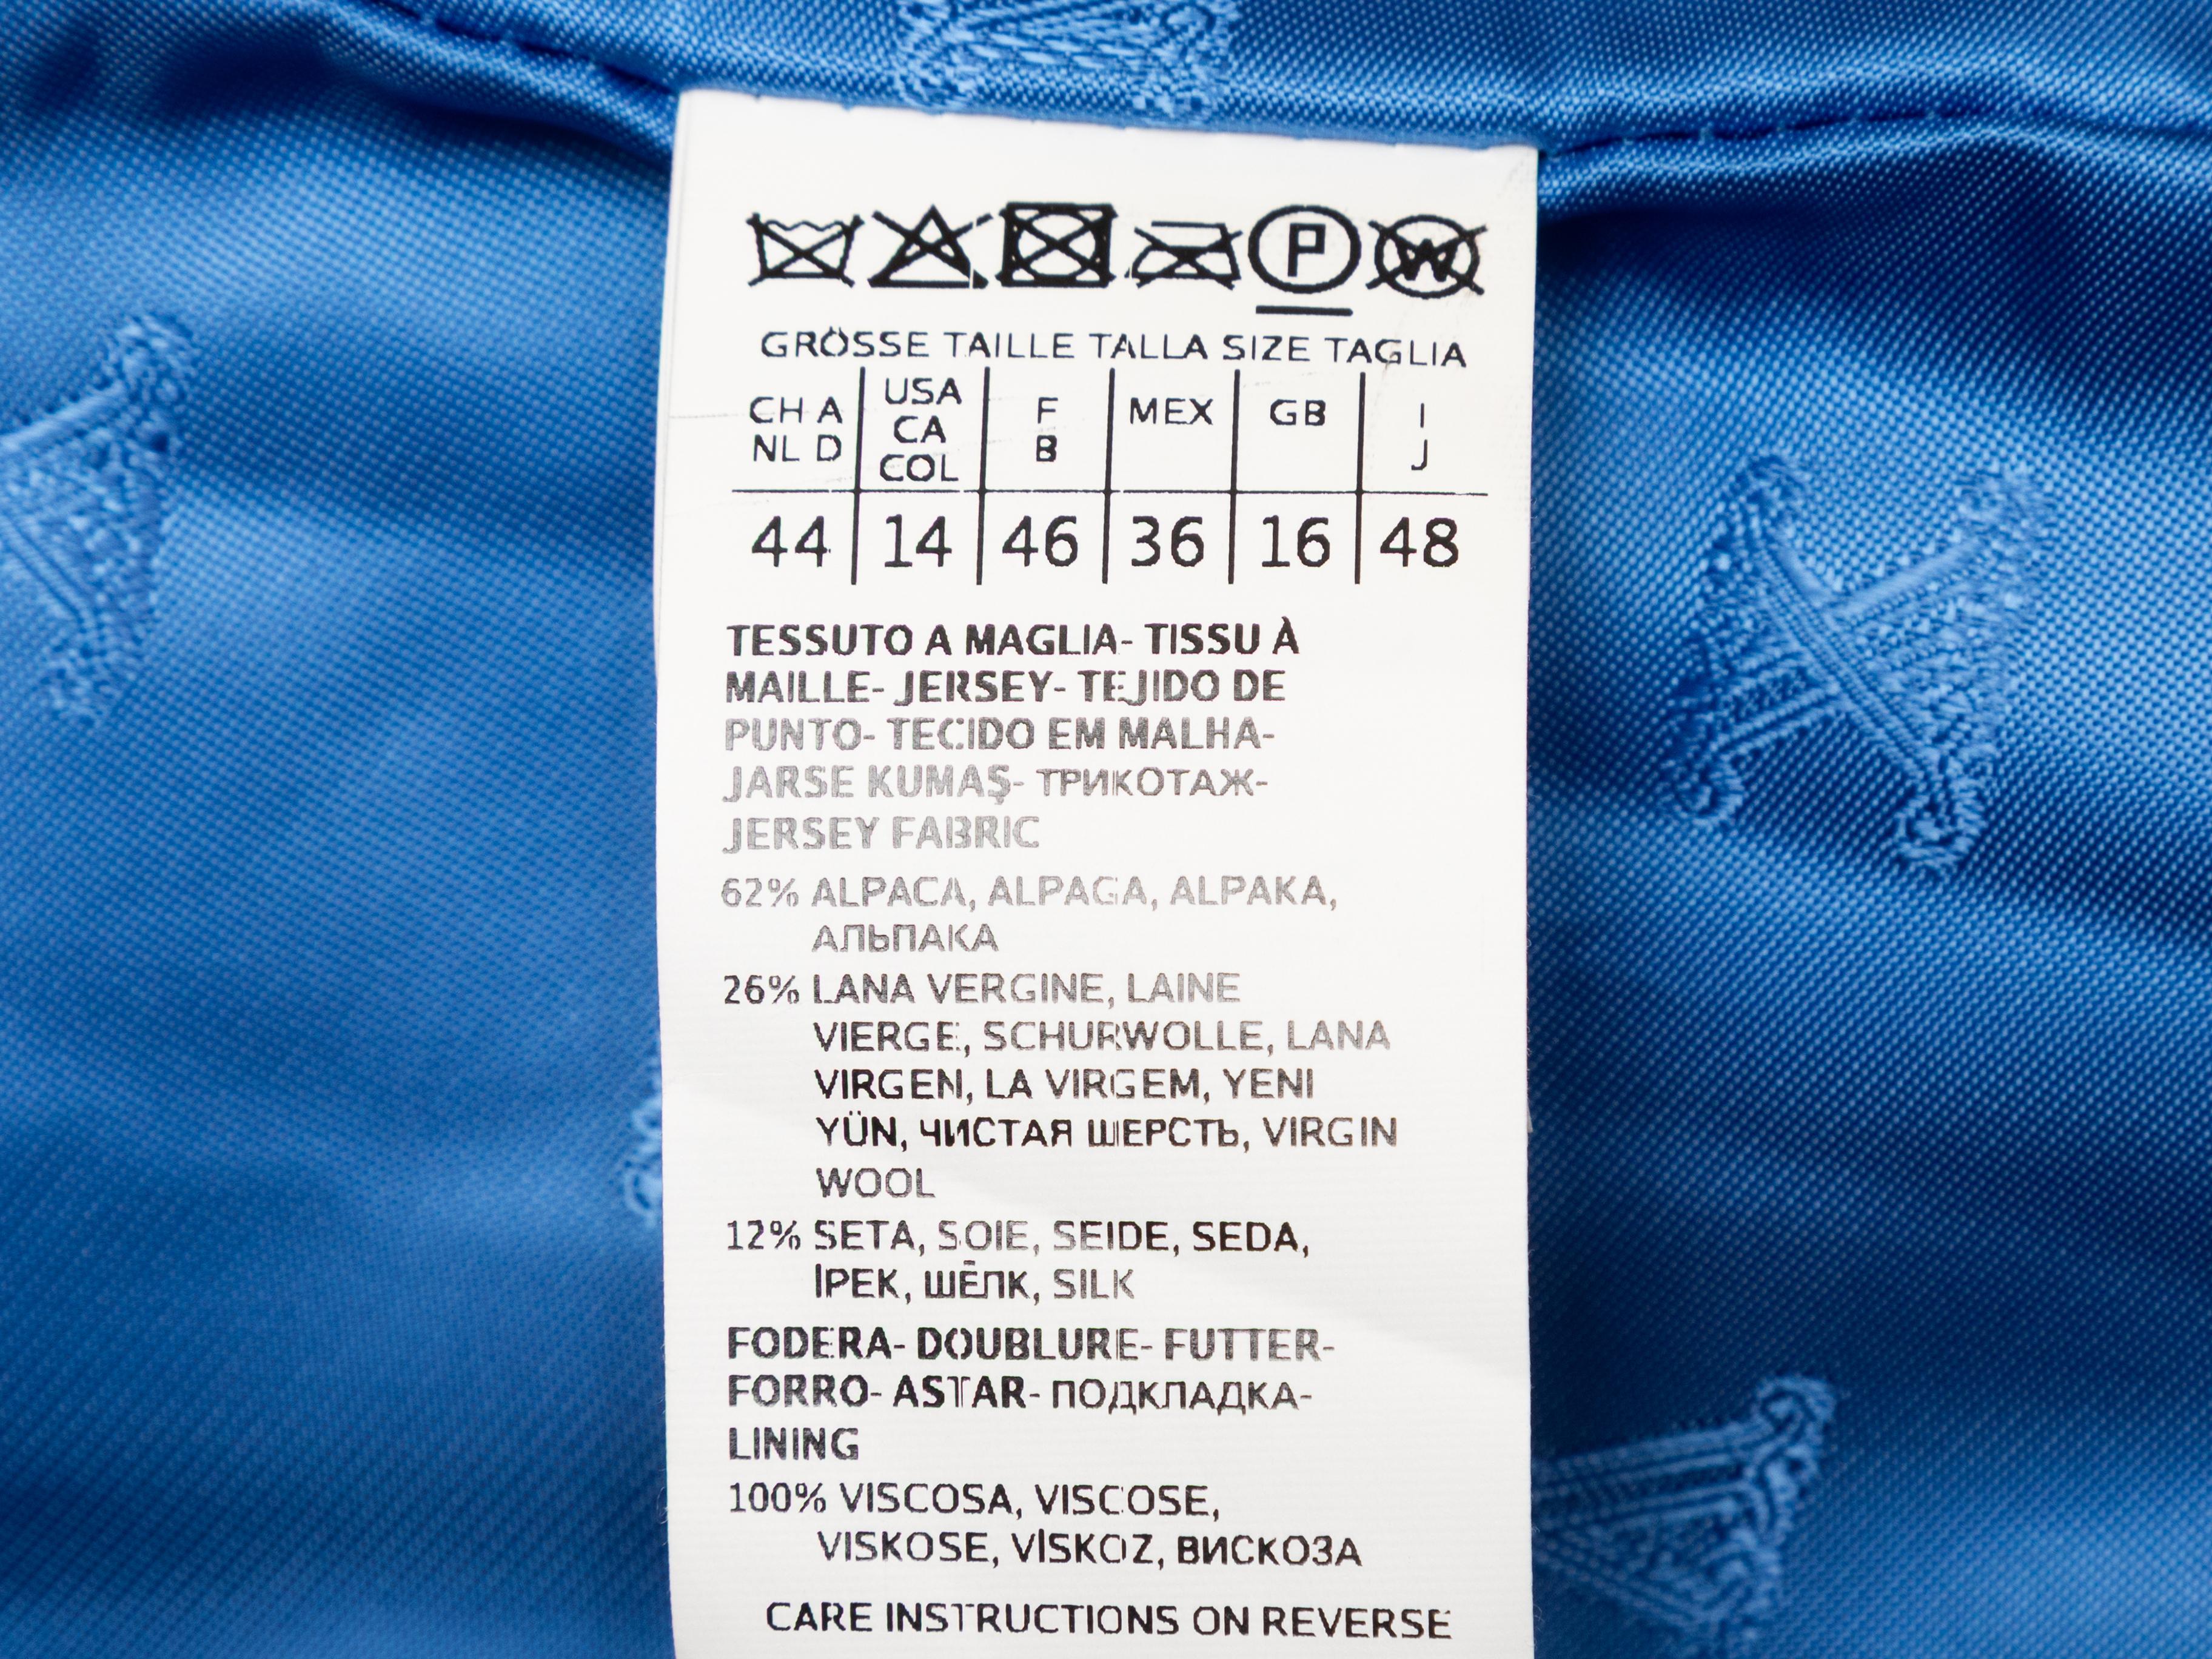 P W
GRÖSSE TAILLE TALLA SIZE TAGLIA
CH A USA F MEX GB I
NL D CA B J
COL
44 14 46 36 16 48
TESSUTO A MAGLIA- TISSU À
MAILLE- JERSEY- TEJIDO DE
PUNTO- TECIDO EM MALHA-
JARSE KUMAŞ- ТРИКОТАЖ-
JERSEY FABRIC
62% ALPACA, ALPAGA, ALPAKA,
АЛЬПАКА
26% LANA VERGINE, LAINE
VIERGE, SCHURWOLLE, LANA
VIRGEN, LA VIRGEM, YENI
YÜN, ЧИСТАЯ ШЕРСТЬ, VIRGIN
WOOL
12% SETA, SOIE, SEIDE, SEDA,
İPEK, ШЁЛК, SILK
FODERA- DOUBLURE- FUTTER-
FORRO- ASTAR- ПОДКЛАДКА-
LINING
100% VISCOSA, VISCOSE,
VISKOSE, VİSKOZ, ВИСКОЗА
CARE INSTRUCTIONS ON REVERSE